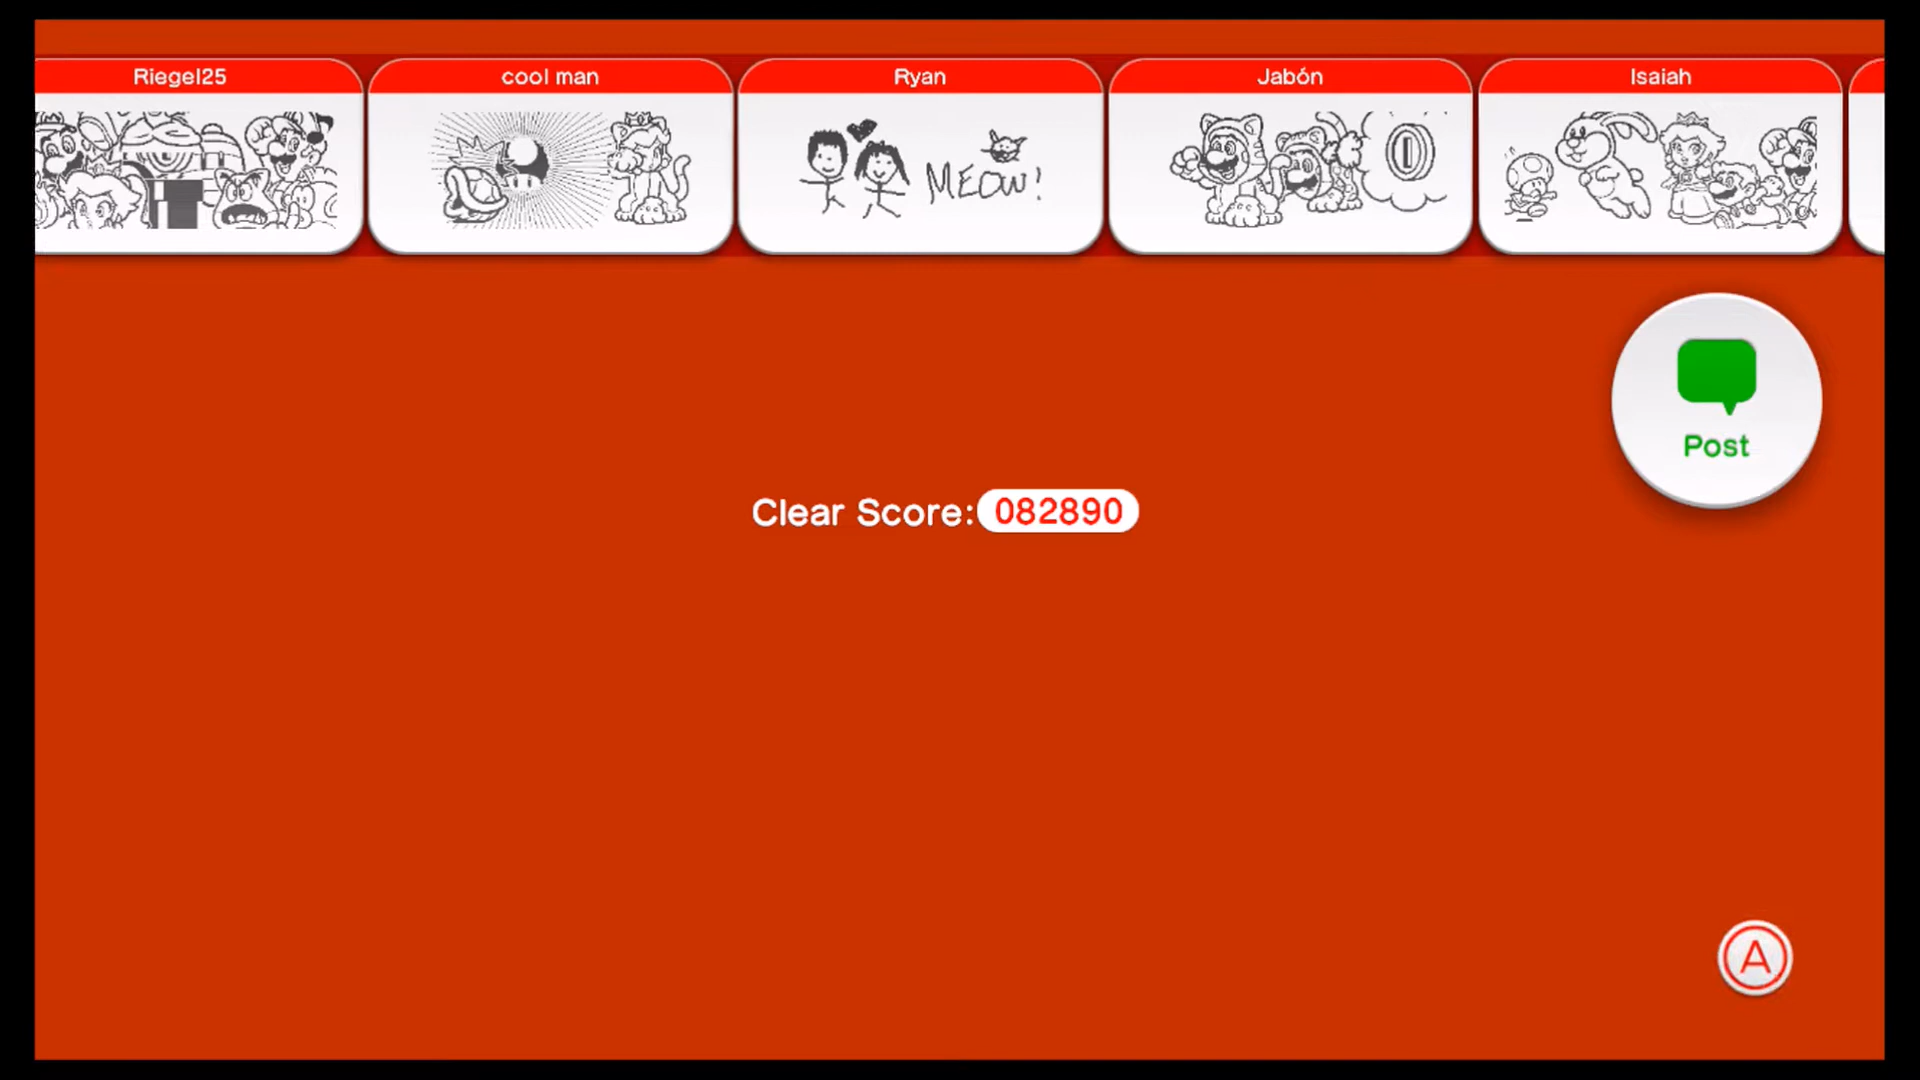 Riegel25
cool man
Ryan
Jabón
Isaiah
MEOW!
Post
Clear Score: 082890
A